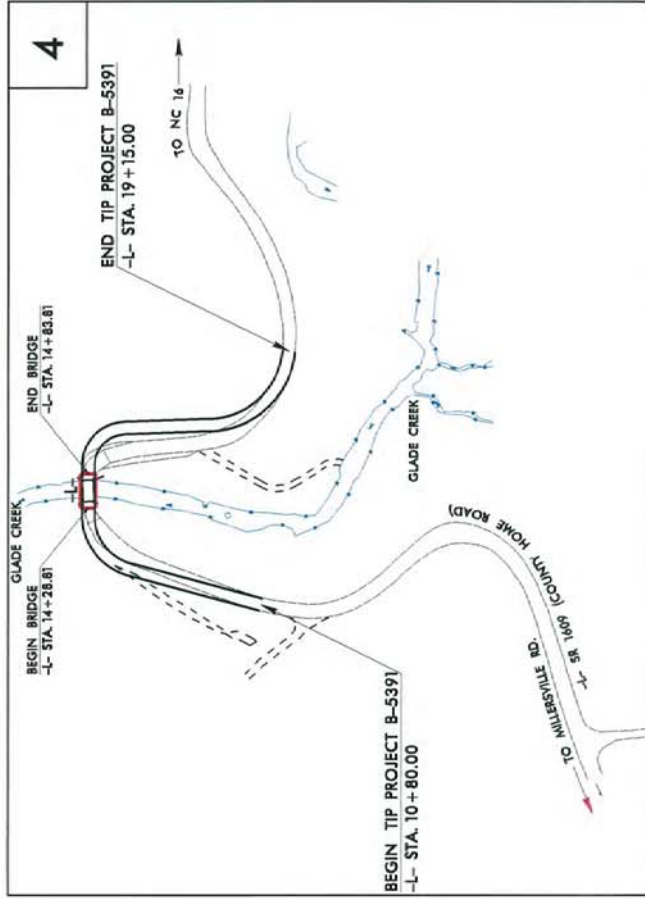 4
GLADE CREEK
BEGIN BRIDGE
-L- STA. 14+28.81
-L-
END BRIDGE
-L- STA. 14+83.81
END TIP PROJECT B-5391
-L- STA. 19+15.00
TO NC 16
GLADE CREEK
BEGIN TIP PROJECT B-5391
-L- STA. 10+80.00
TO MILLERSVILLE RD.
-L- SR 1609 (COUNTY HOME ROAD)